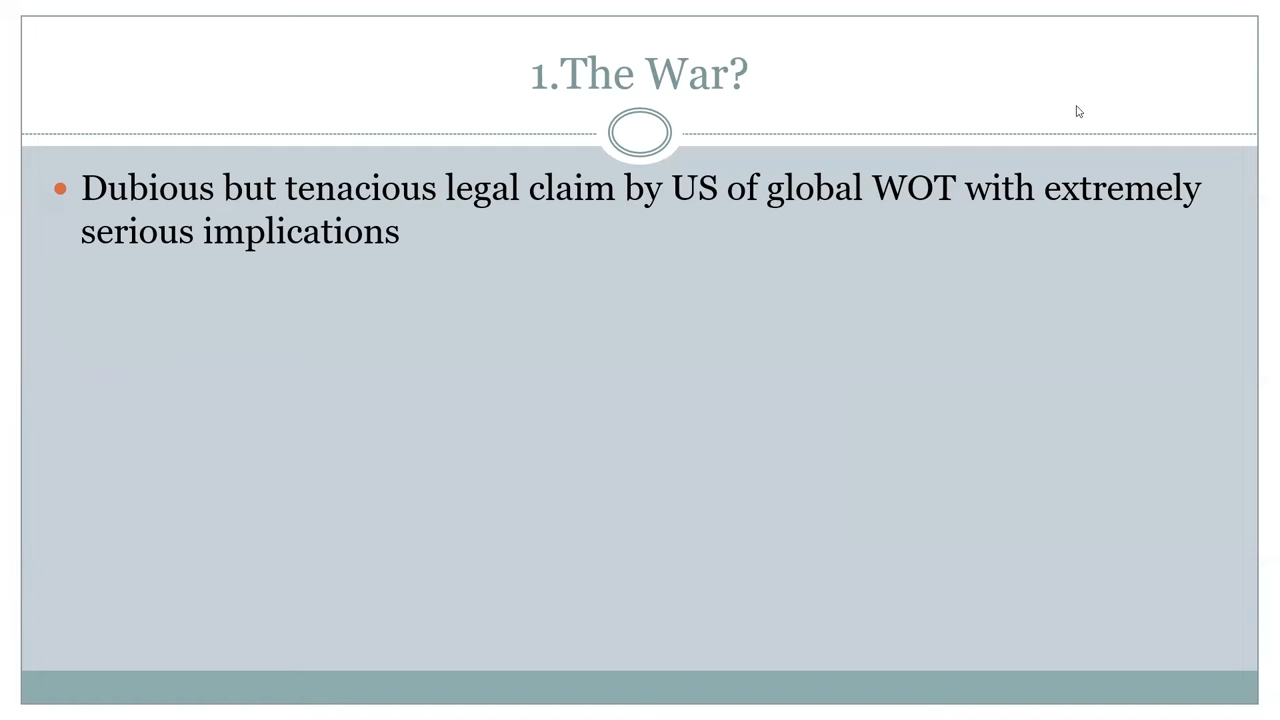 1.The War?
Dubious but tenacious legal claim by US of global WOT with extremely
serious implications